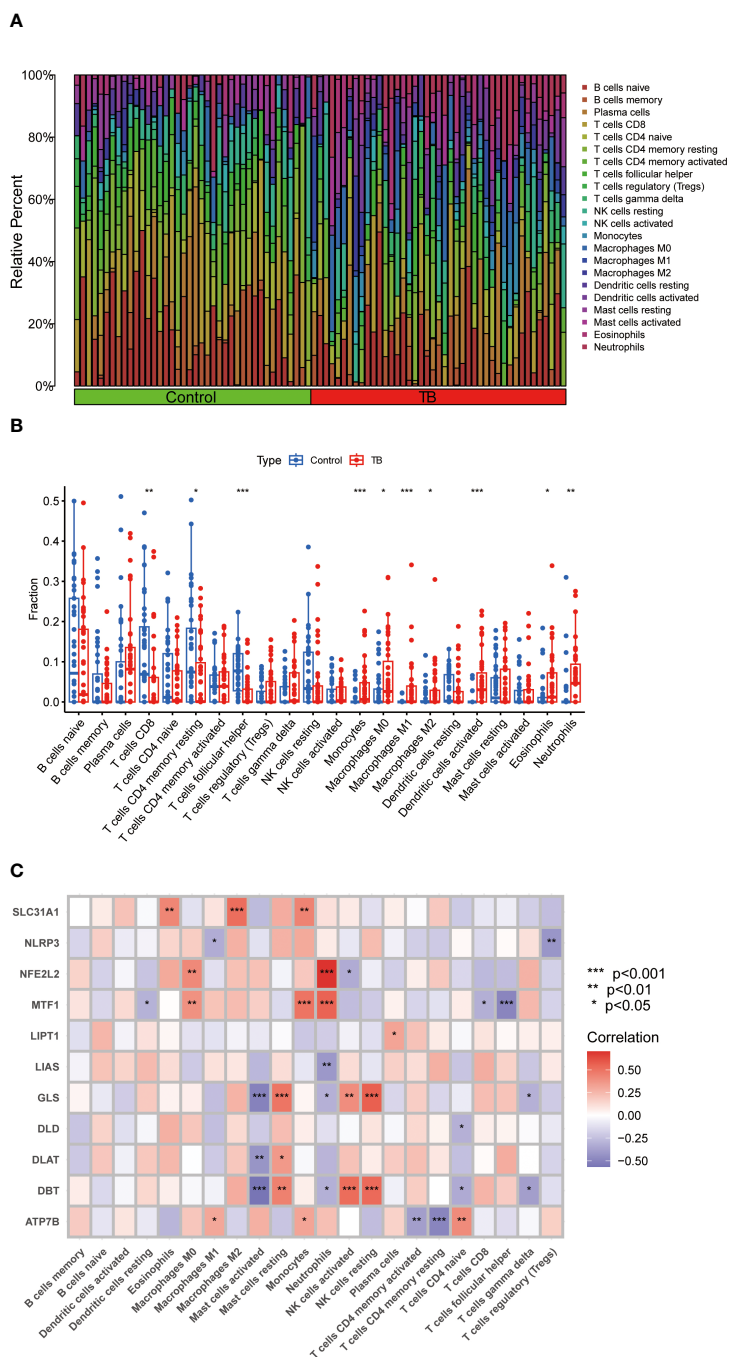 A
100%
80%
60%
40%
20%
0%
Relative Percent
Control
TB
B cells naive
B cells memory
Plasma cells
T cells CD8
T cells CD4 naive
T cells CD4 memory resting
T cells CD4 memory activated
T cells follicular helper
T cells regulatory (Tregs)
T cells gamma delta
NK cells resting
NK cells activated
Monocytes
Macrophages M0
Macrophages M1
Macrophages M2
Dendritic cells resting
Dendritic cells activated
Mast cells resting
Mast cells activated
Eosinophils
Neutrophils
B
Type Control TB
** * *** *** * *** * *** * **
0.5
0.4
0.3
0.2
0.1
0.0
Fraction
B cells naive
B cells memory
Plasma cells
T cells CD8
T cells CD4 naive
T cells CD4 memory resting
T cells CD4 memory activated
T cells follicular helper
T cells regulatory (Tregs)
T cells gamma delta
NK cells resting
NK cells activated
Monocytes
Macrophages M0
Macrophages M1
Macrophages M2
Dendritic cells resting
Dendritic cells activated
Mast cells resting
Mast cells activated
Eosinophils
Neutrophils
C
SLC31A1 ** *** **
NLRP3 * **
NFE2L2 ** *** *
MTF1 * ** *** *** * ***
LIPT1 *
LIAS **
GLS *** *** * ** *** *
DLD *
DLAT ** *
DBT *** ** * *** *** * *
ATP7B * * ** *** **
B cells memory
B cells naive
Dendritic cells activated
Dendritic cells resting
Eosinophils
Macrophages M0
Macrophages M1
Macrophages M2
Mast cells activated
Mast cells resting
Monocytes
Neutrophils
NK cells activated
NK cells resting
Plasma cells
T cells CD4 memory activated
T cells CD4 memory resting
T cells CD4 naive
T cells CD8
T cells follicular helper
T cells gamma delta
T cells regulatory (Tregs)
*** p<0.001
** p<0.01
* p<0.05
Correlation
0.50
0.25
0.00
−0.25
−0.50